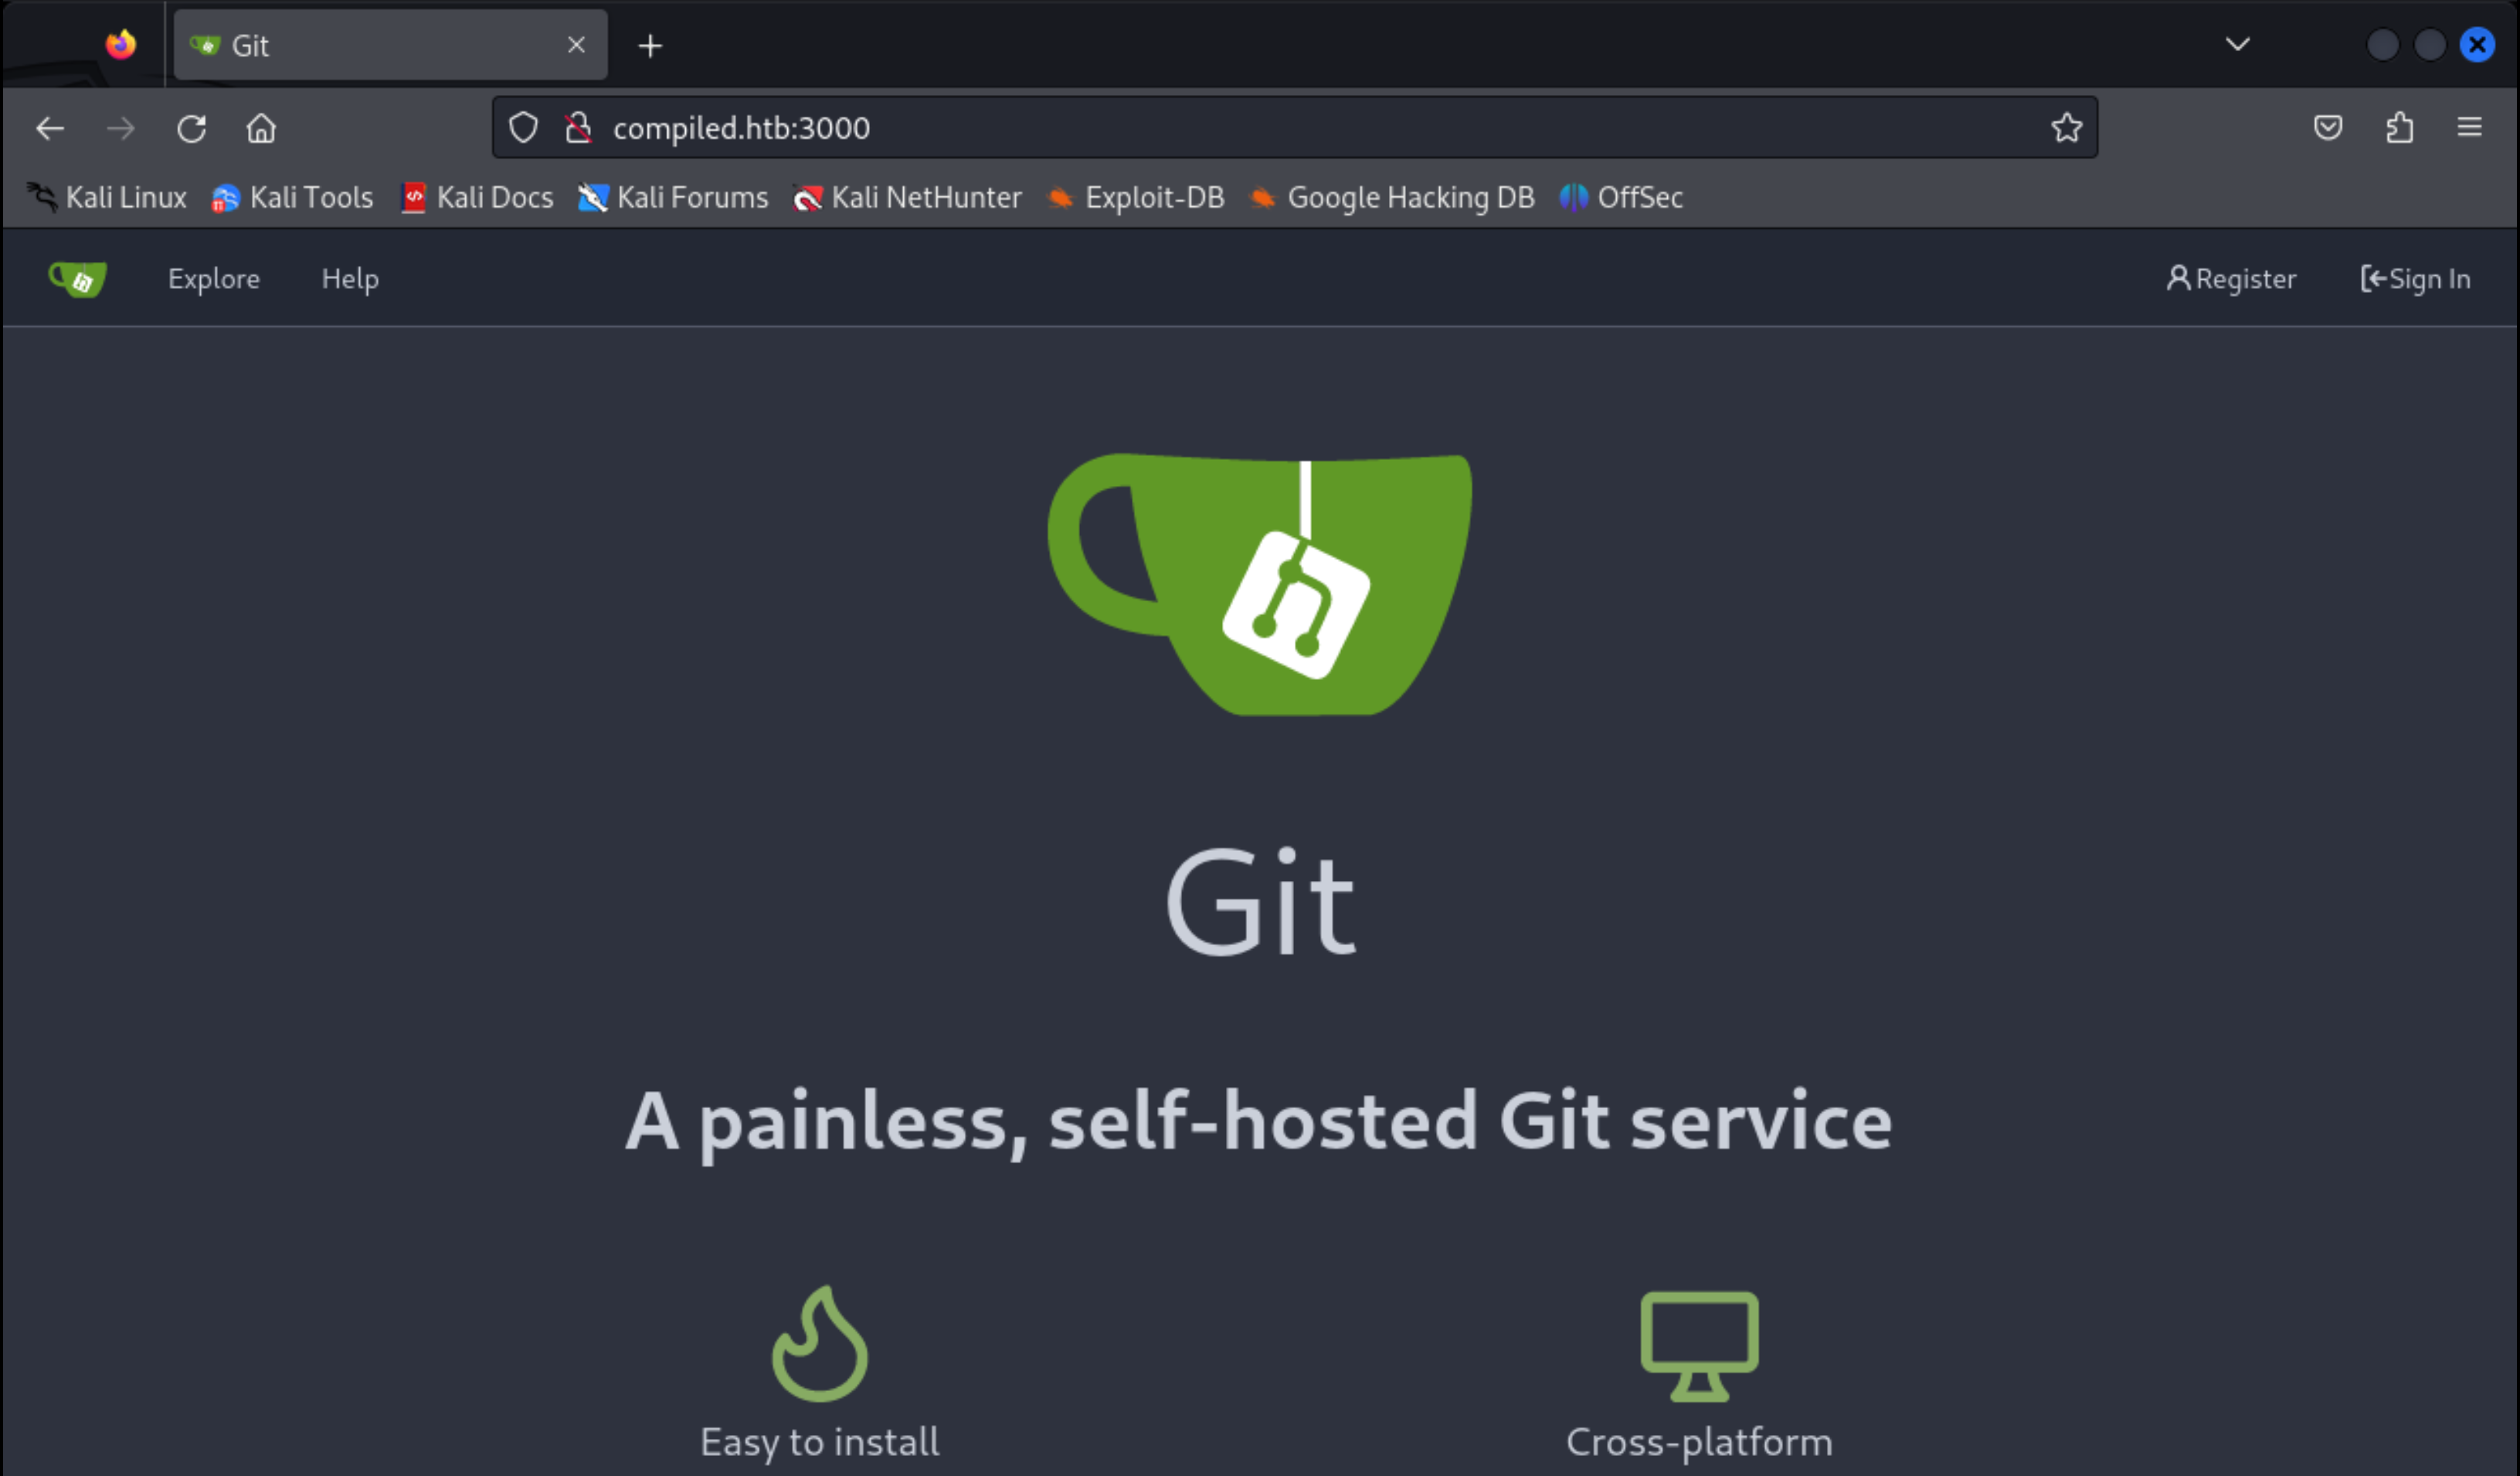 Git
compiled.htb:3000
Kali Linux Kali Tools Kali Docs Kali Forums Kali NetHunter Exploit-DB Google Hacking DB OffSec
Explore Help Register Sign In
Git
A painless, self-hosted Git service
Easy to install Cross-platform